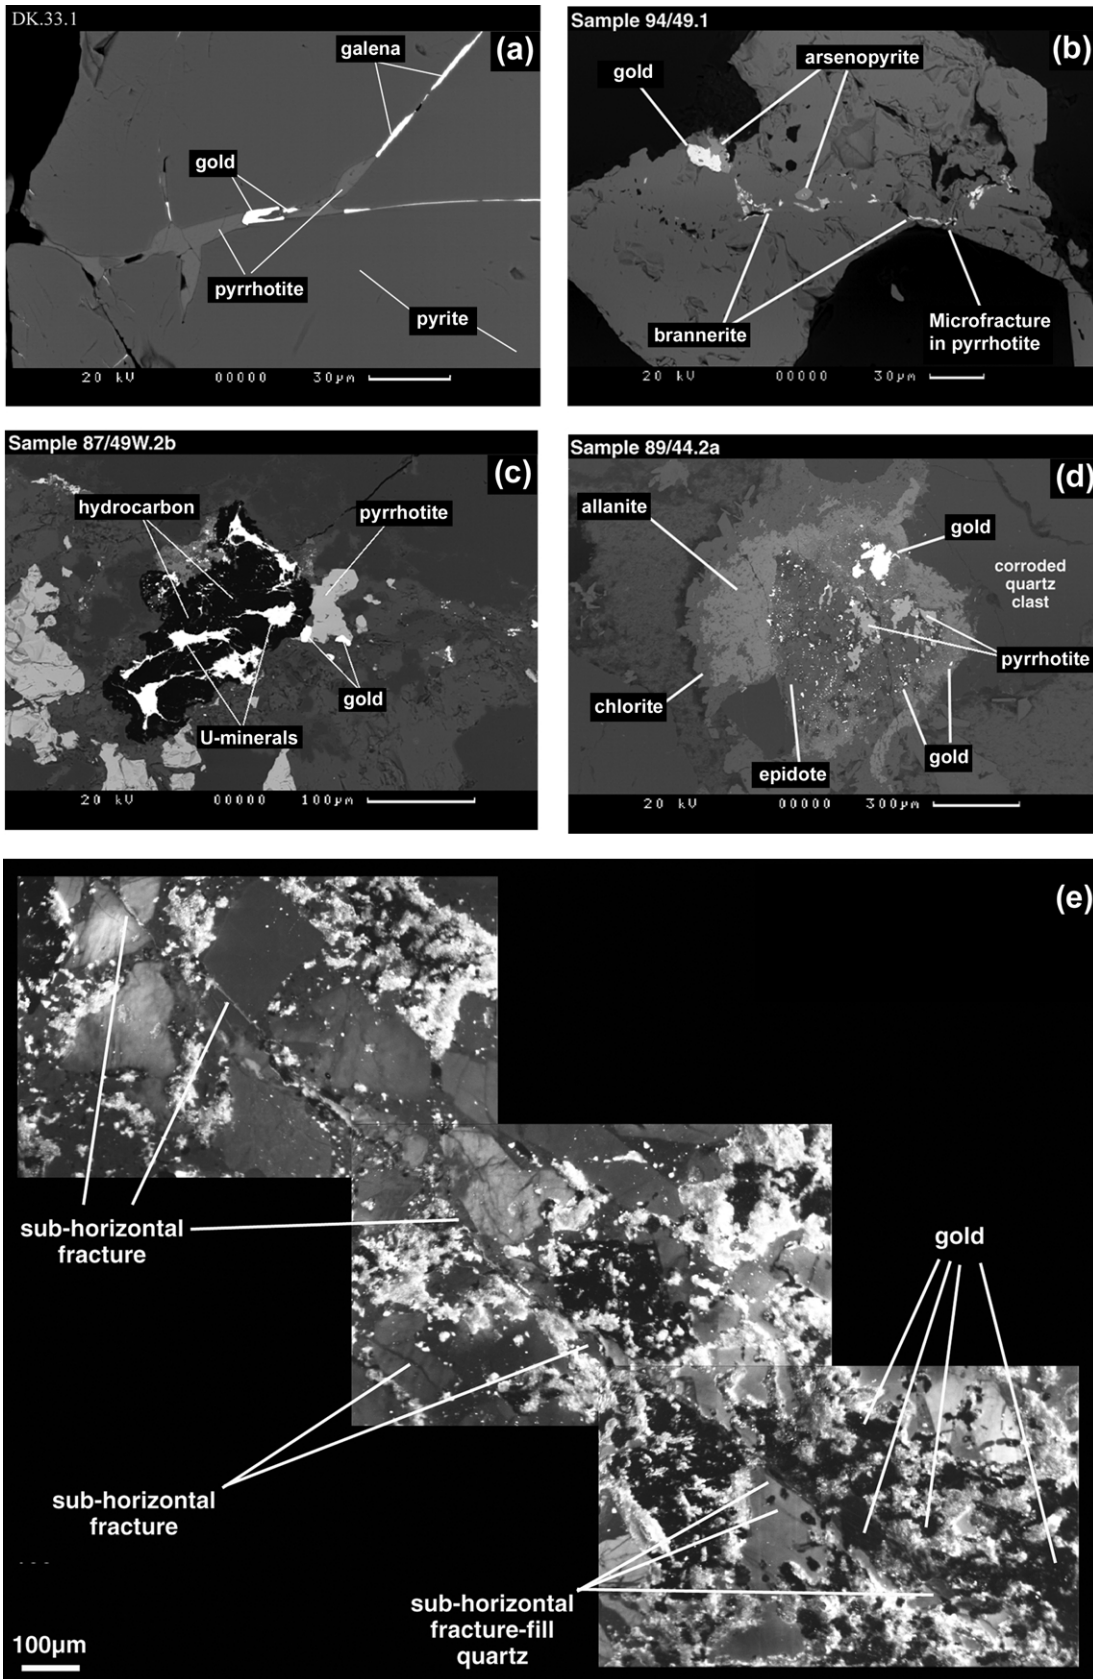 DK.33.1
(a)
galena
gold
pyrrhotite
pyrite
20 kV 00000 30µm
Sample 94/49.1
(b)
arsenopyrite
gold
brannerite
Microfracture
in pyrrhotite
20 kV 00000 30µm
Sample 87/49W.2b
(c)
hydrocarbon
pyrrhotite
gold
U-minerals
20 kV 00000 100µm
Sample 89/44.2a
(d)
allanite
gold
corroded
quartz
clast
pyrrhotite
chlorite
gold
epidote
20 kV 00000 300µm
(e)
sub-horizontal
fracture
gold
sub-horizontal
fracture
sub-horizontal
fracture-fill
quartz
100µm